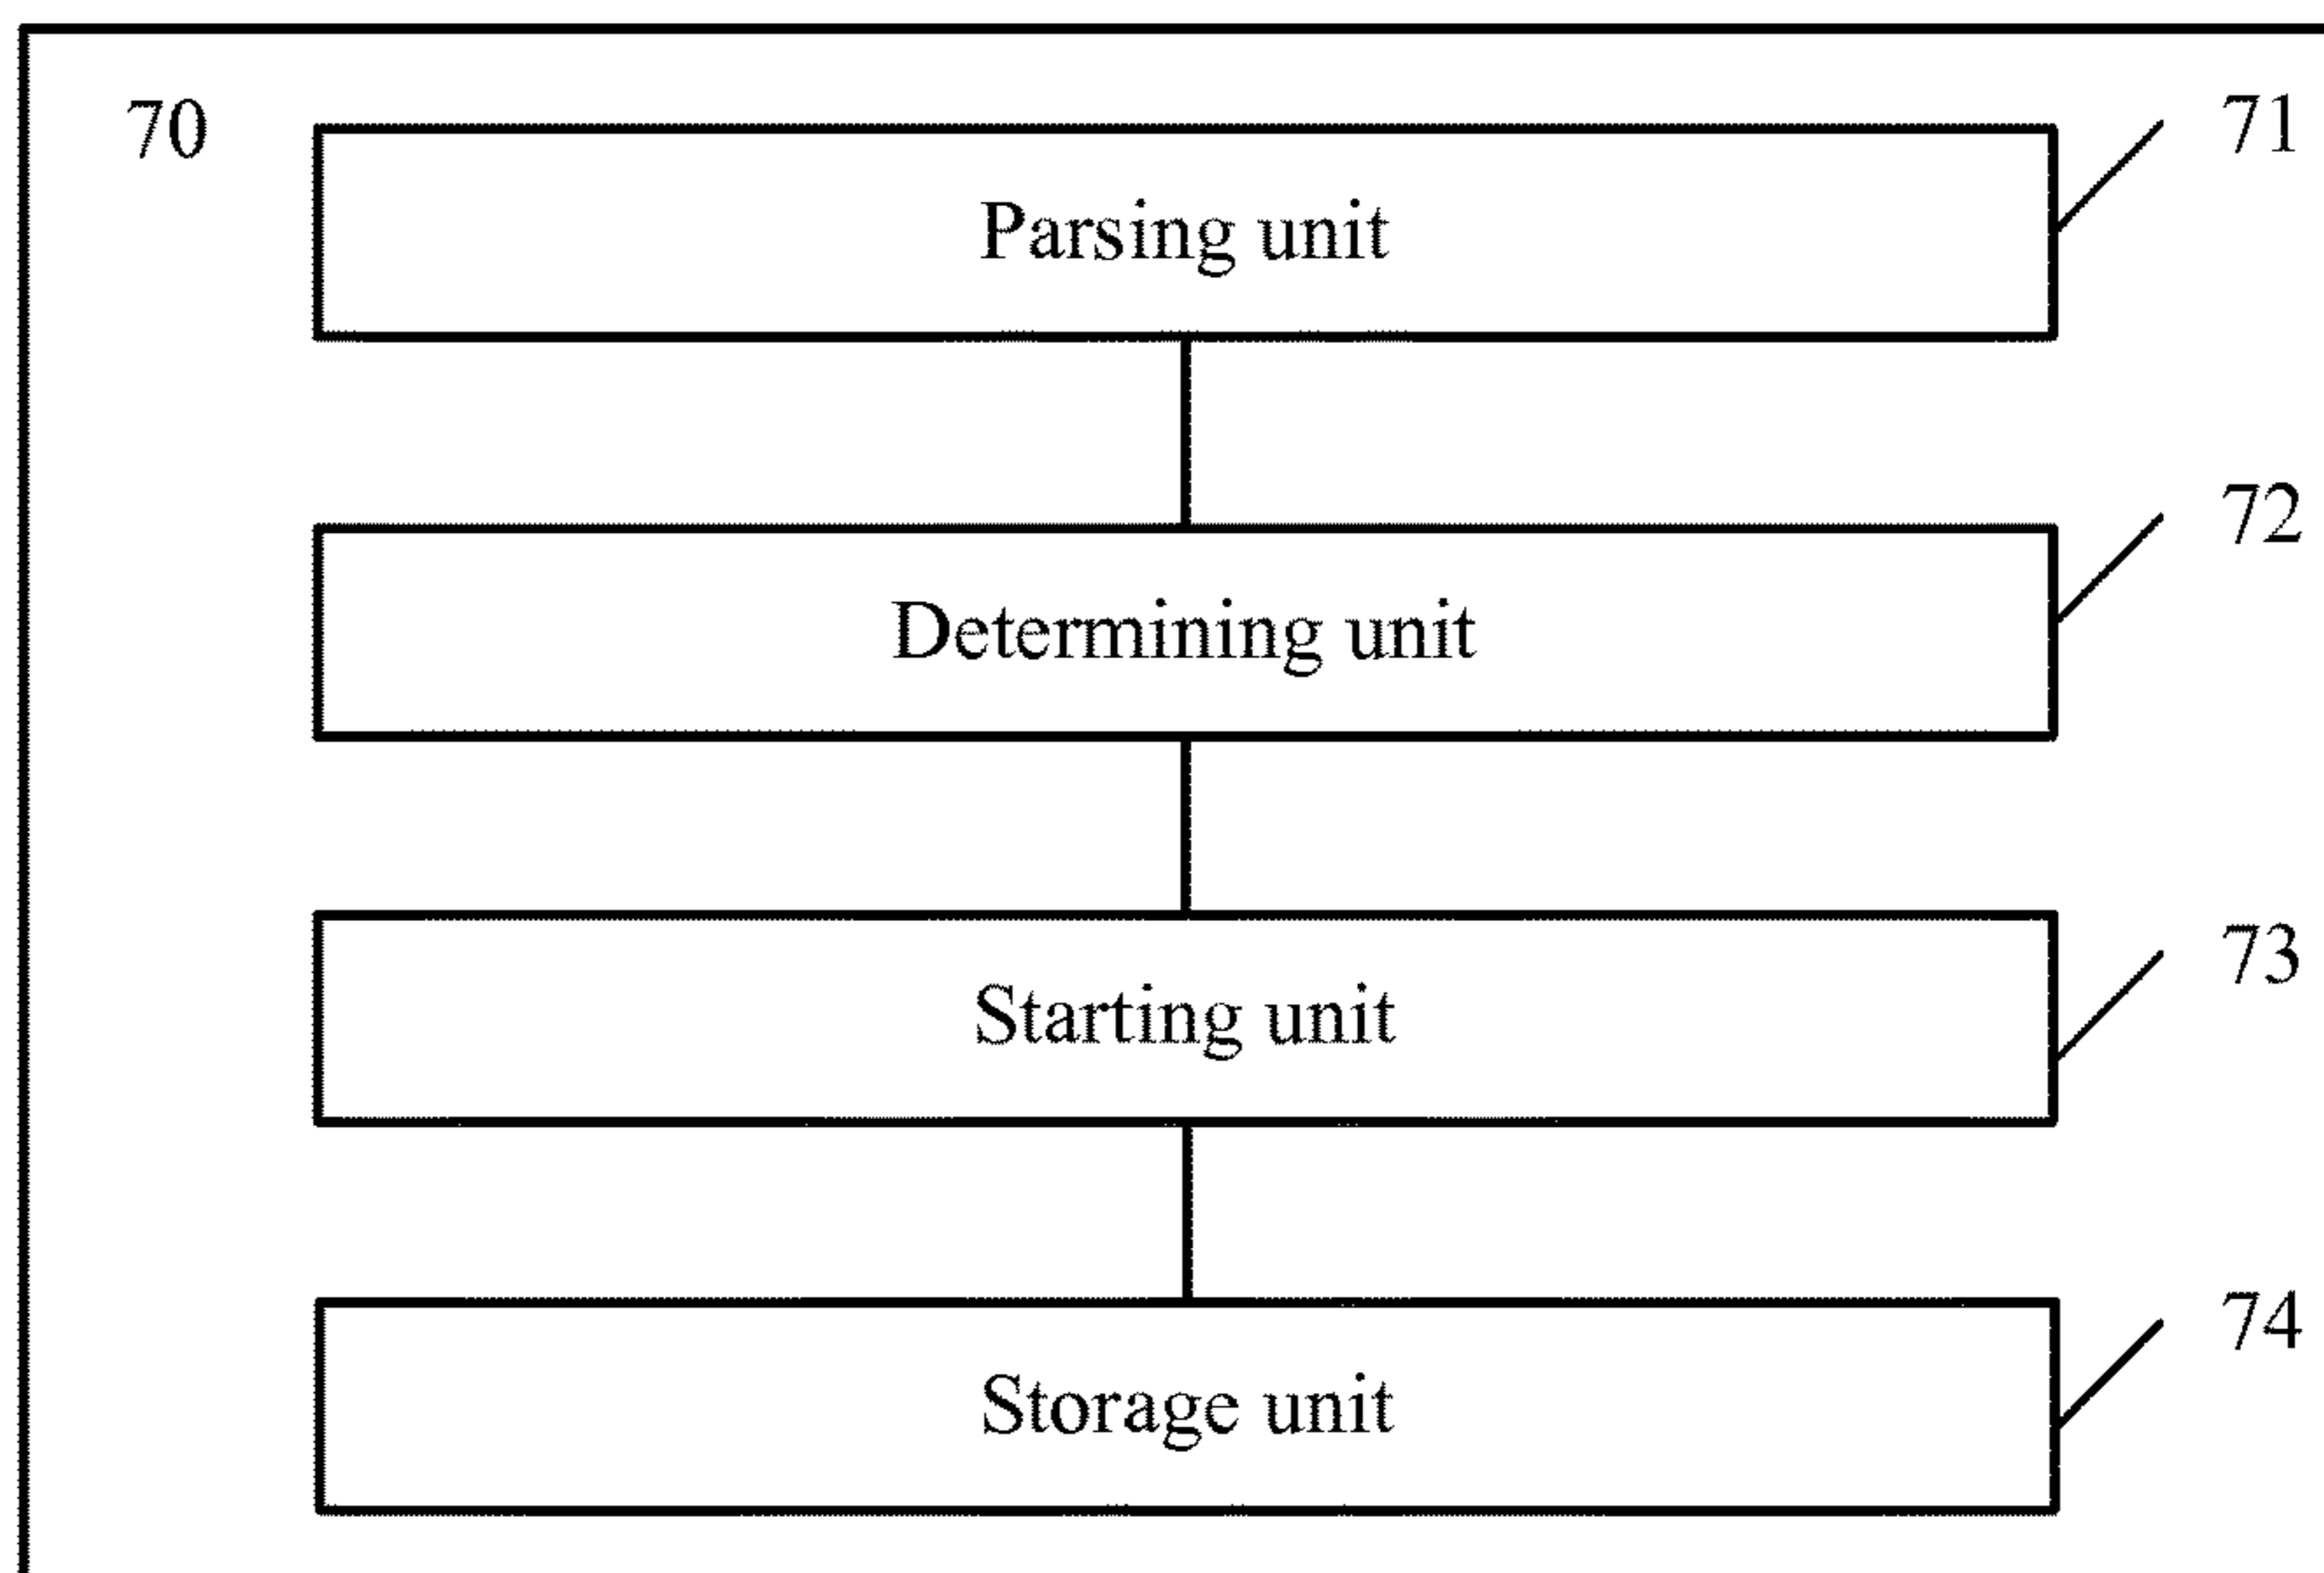 70
71
Parsing unit
72
Determining unit
73
Starting unit
74
Storage unit